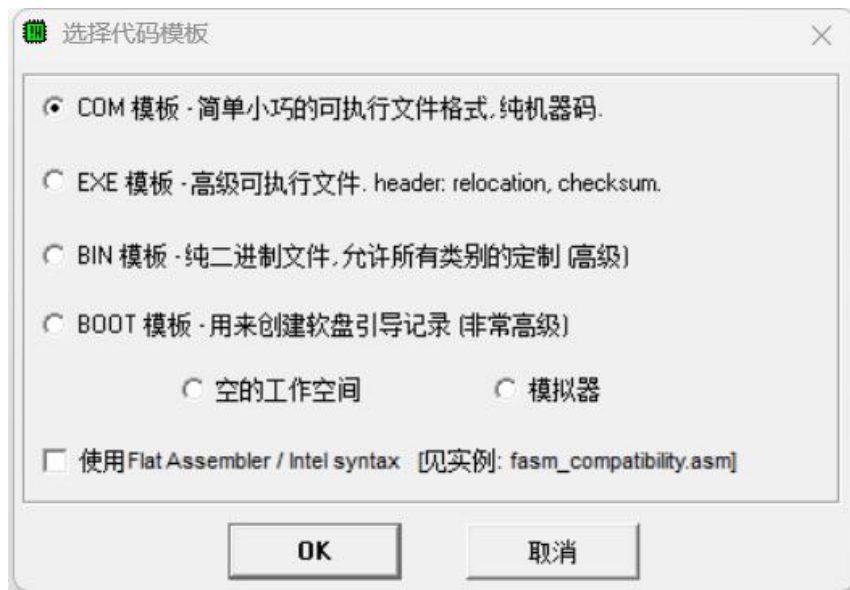 选择代码模板
COM 模板 - 简单小巧的可执行文件格式,纯机器码.
EXE 模板 - 高级可执行文件. header: relocation, checksum.
BIN 模板 - 纯二进制文件,允许所有类别的定制 (高级)
BOOT 模板 - 用来创建软盘引导记录 (非常高级)
空的工作空间 模拟器
使用Flat Assembler / Intel syntax [见实例: fasm_compatibility.asm]
OK 取消